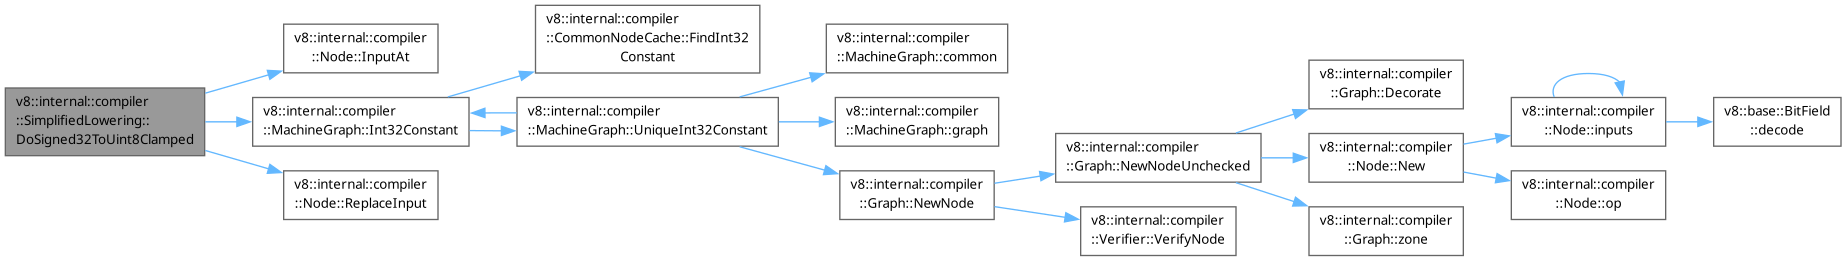 v8::internal::compiler
::SimplifiedLowering::
DoSigned32ToUint8Clamped
v8::internal::compiler
::Node::InputAt
v8::internal::compiler
::MachineGraph::Int32Constant
v8::internal::compiler
::Node::ReplaceInput
v8::internal::compiler
::CommonNodeCache::FindInt32
Constant
v8::internal::compiler
::MachineGraph::UniqueInt32Constant
v8::internal::compiler
::MachineGraph::common
v8::internal::compiler
::MachineGraph::graph
v8::internal::compiler
::Graph::NewNode
v8::internal::compiler
::Graph::NewNodeUnchecked
v8::internal::compiler
::Verifier::VerifyNode
v8::internal::compiler
::Graph::Decorate
v8::internal::compiler
::Node::New
v8::internal::compiler
::Graph::zone
v8::internal::compiler
::Node::inputs
v8::internal::compiler
::Node::op
v8::base::BitField
::decode